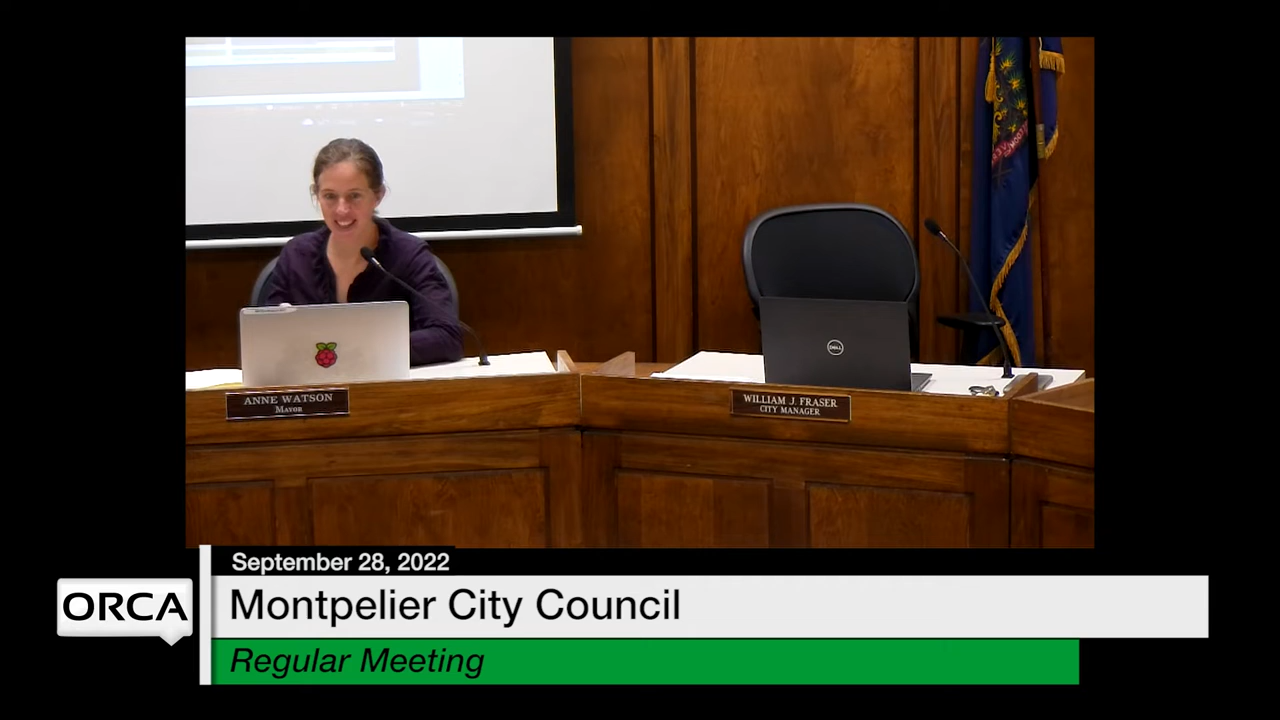 ANNE WATSON
MAYOR
WILLIAM J. FRASER
CITY MANAGER
DELL
September 28, 2022
ORCA
Montpelier City Council
Regular Meeting